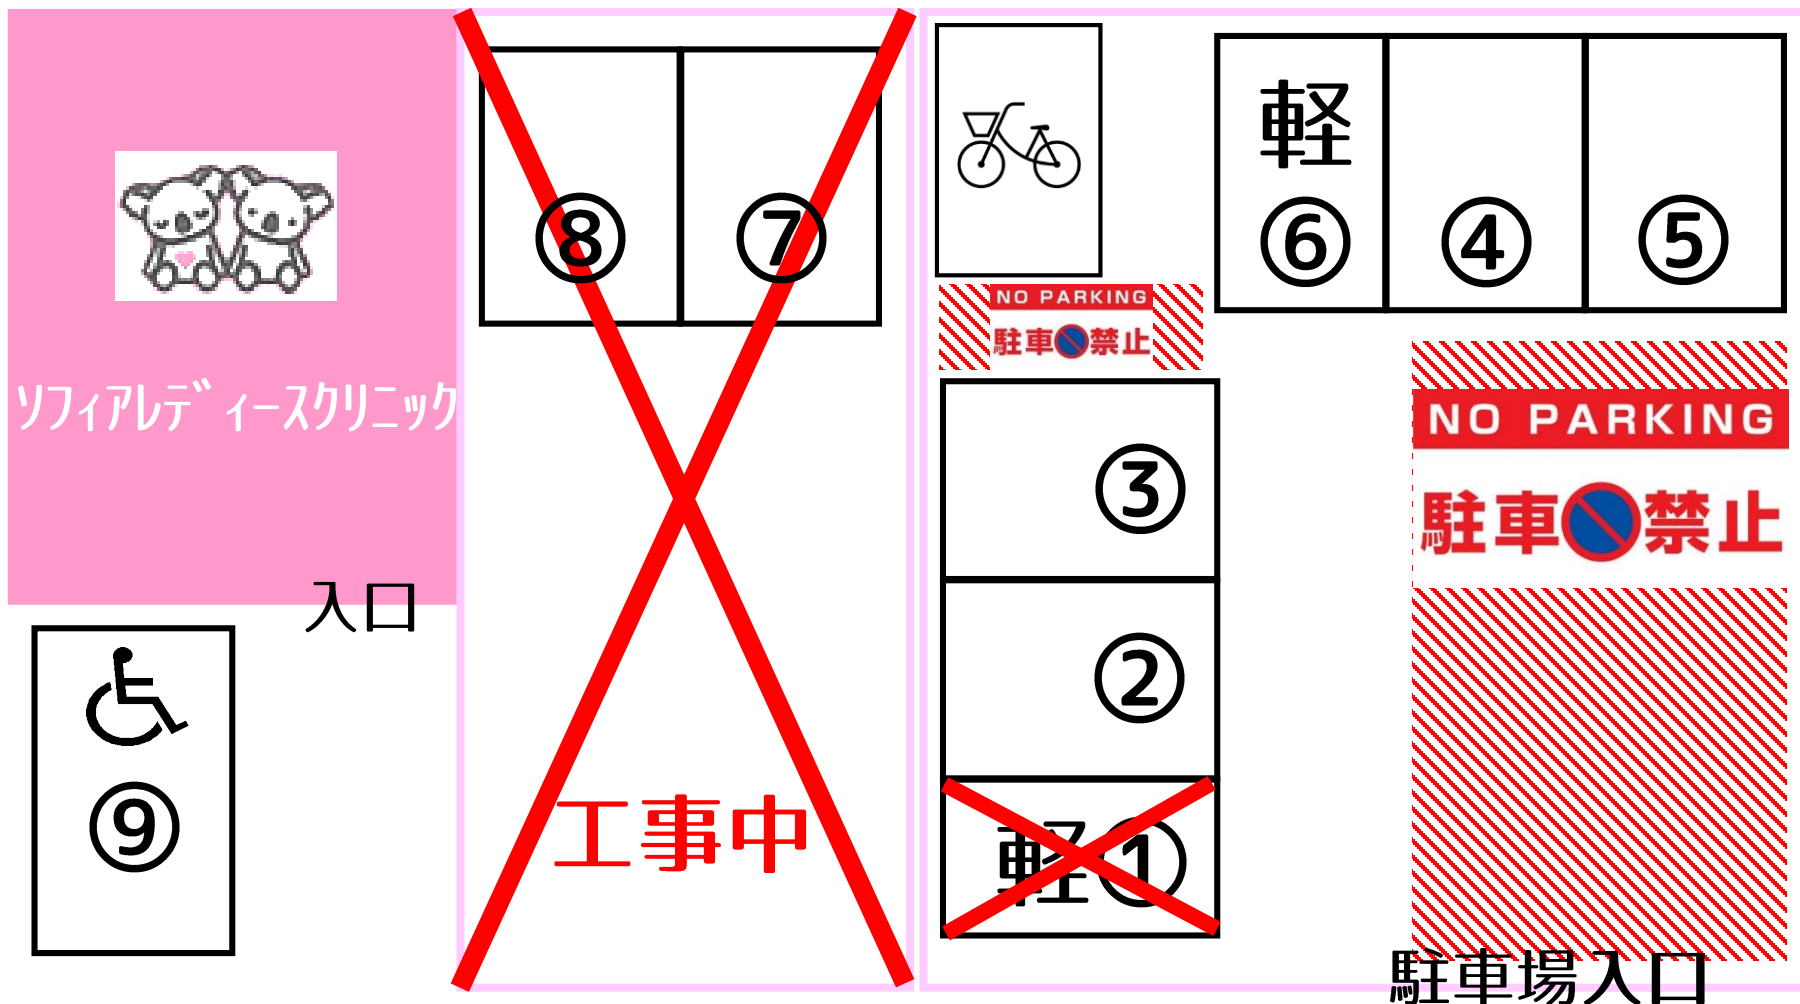 ｿﾌｨｱﾚﾃﾞｨｰｽｸﾘﾆｯｸ
入口
⑨
⑧
⑦
工事中
軽
⑥
④
⑤
NO PARKING
駐車禁止
③
②
軽①
NO PARKING
駐車禁止
駐車場入口